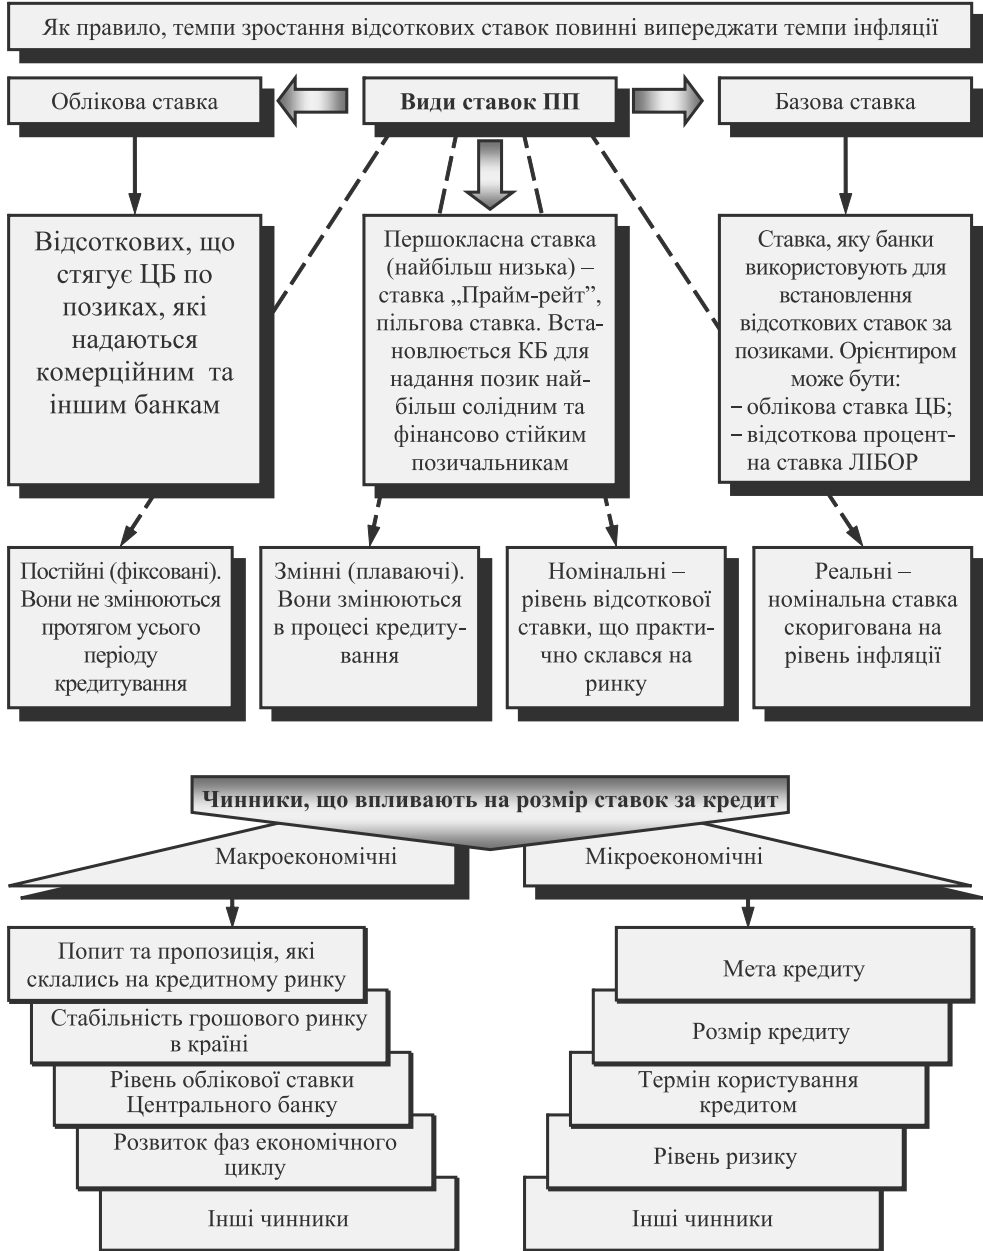 Як правило, темпи зростання відсоткових ставок повинні випереджати темпи інфляції
Облікова ставка
Види ставок ПП
Базова ставка
Відсоткових, що
стягує ЦБ по
позиках, які
надаються
комерційним та
іншим банкам
Першокласна ставка
(найбільш низька) –
ставка „Прайм-рейт”,
пільгова ставка. Вста-
новлюється КБ для
надання позик най-
більш солідним та
фінансово стійким
позичальникам
Ставка, яку банки
використовують для
встановлення
відсоткових ставок за
позиками. Орієнтиром
може бути:
– облікова ставка ЦБ;
– відсоткова процент-
на ставка ЛІБОР
Постійні (фіксовані).
Вони не змінюються
протягом усього
періоду
кредитування
Змінні (плаваючі).
Вони змінюються
в процесі кредиту-
вання
Номінальні –
рівень відсоткової
ставки, що практи-
чно склався на
ринку
Реальні –
номінальна ставка
скоригована на
рівень інфляції
Чинники, що впливають на розмір ставок за кредит
Макроекономічні
Мікроекономічні
Попит та пропозиція, які
склались на кредитному ринку
Стабільність грошового ринку
в країні
Рівень облікової ставки
Центрального банку
Розвиток фаз економічного
циклу
Інші чинники
Мета кредиту
Розмір кредиту
Термін користування
кредитом
Рівень ризику
Інші чинники